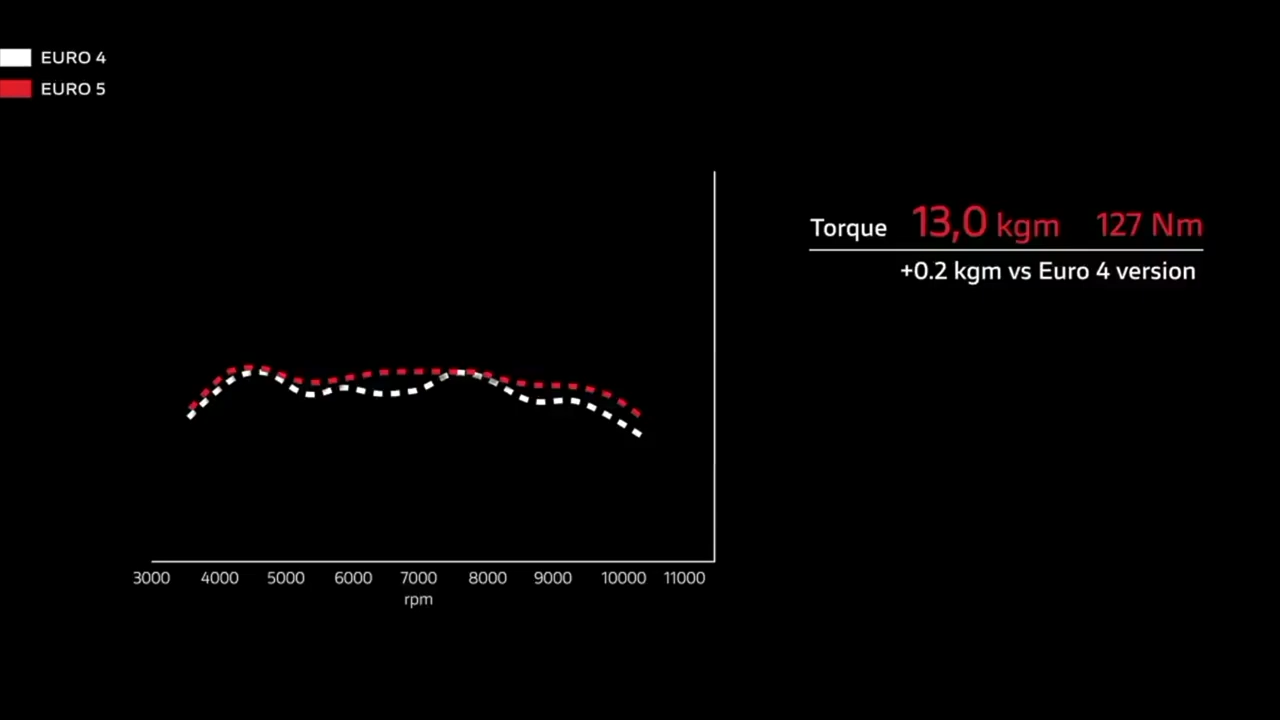 EURO 4
EURO 5
Torque 13,0 kgm 127 Nm
+0.2 kgm vs Euro 4 version
3000 4000 5000 6000 7000 8000 9000 10000 11000
rpm